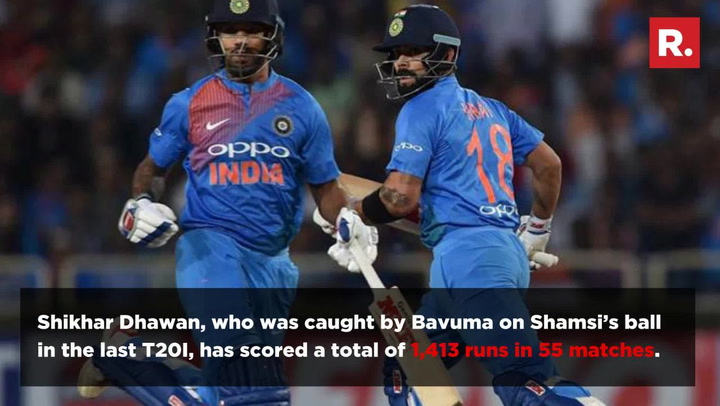 R.
oppo
INDIA
oppo
18
oppo
Shikhar Dhawan, who was caught by Bavuma on Shamsi’s ball
in the last T20I, has scored a total of 1,413 runs in 55 matches.